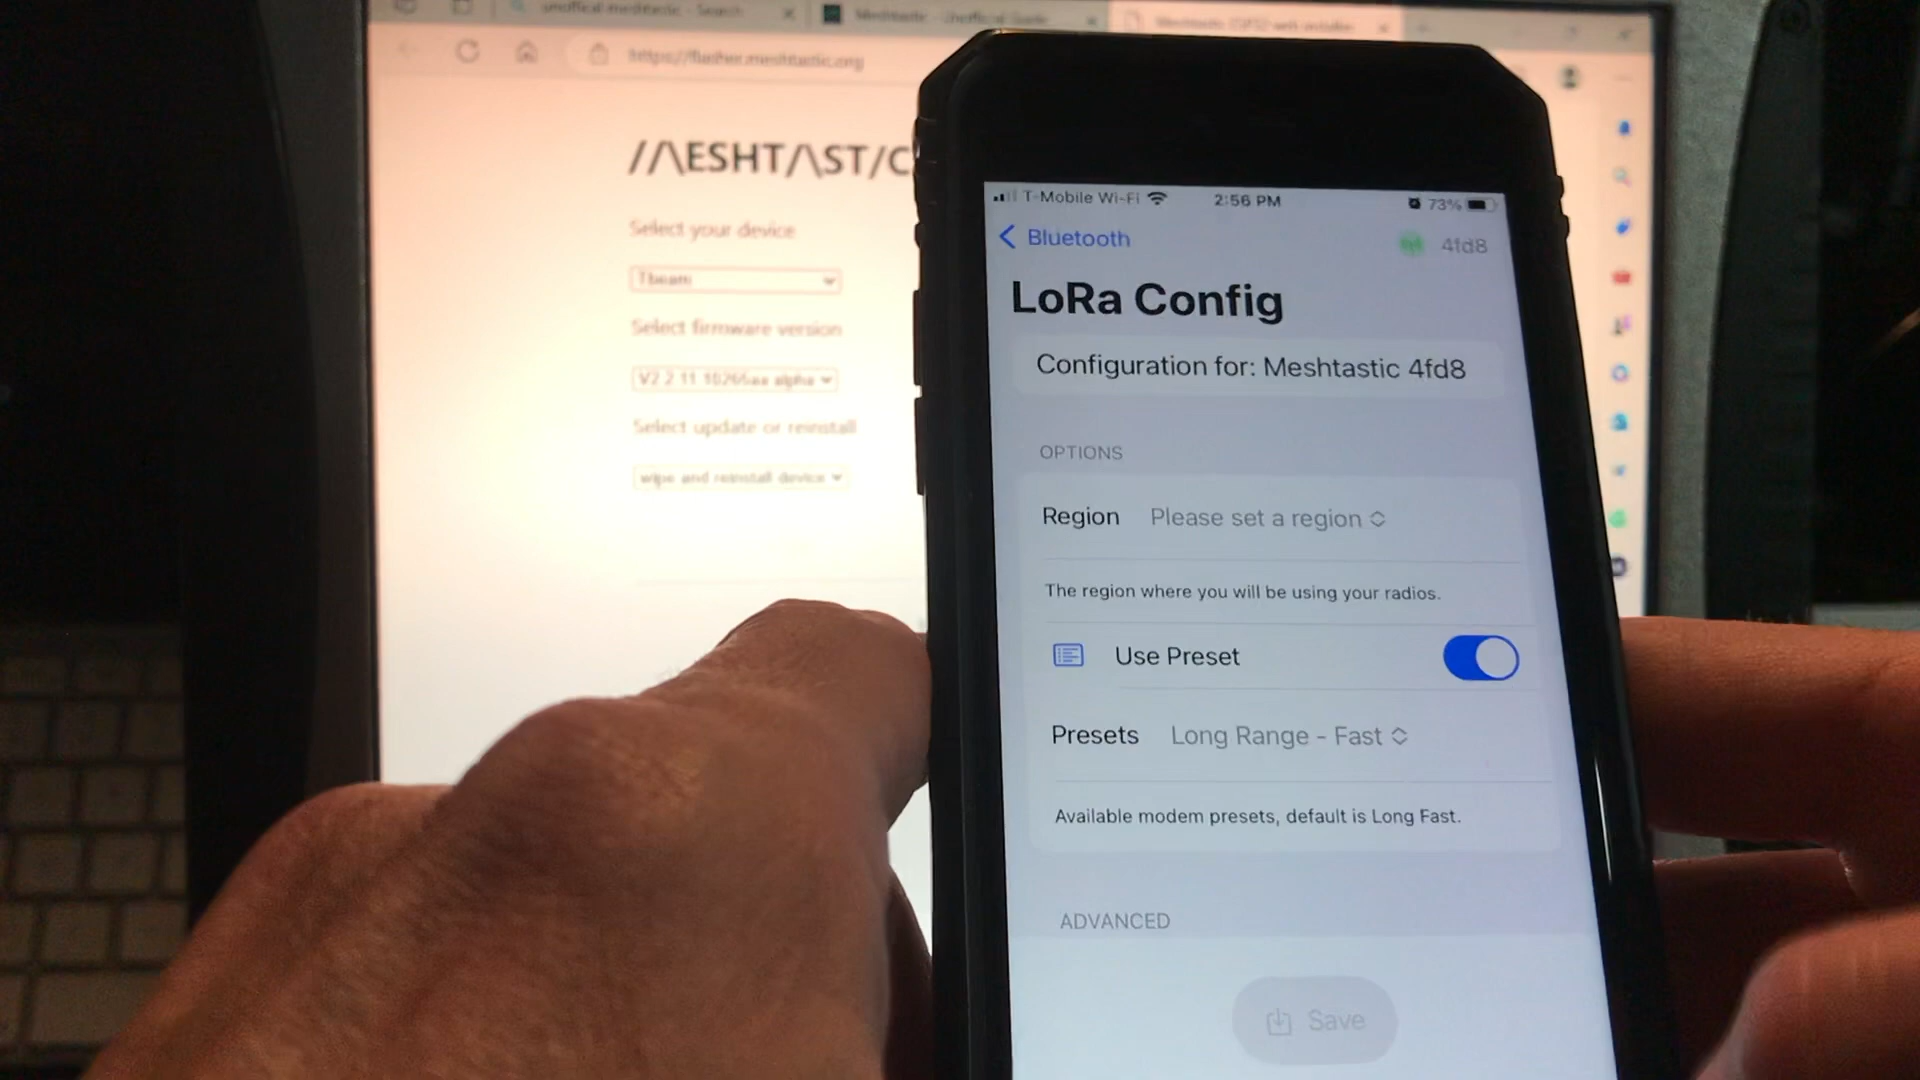 unoffical meshtastic - Search
Meshtastic - Unoffical Guide
Meshtastic ESP32 web installer
https://flasher.meshtastic.org
//\ESHT/\ST/C
Select your device
Tbeam
Select firmware version
V2.2.11 10265aa alpha
Select update or reinstall
wipe and reinstall device
T-Mobile Wi-Fi 2:56 PM 73%
Bluetooth 4fd8
LoRa Config
Configuration for: Meshtastic 4fd8
OPTIONS
Region Please set a region
The region where you will be using your radios.
Use Preset
Presets Long Range - Fast
Available modem presets, default is Long Fast.
ADVANCED
Save